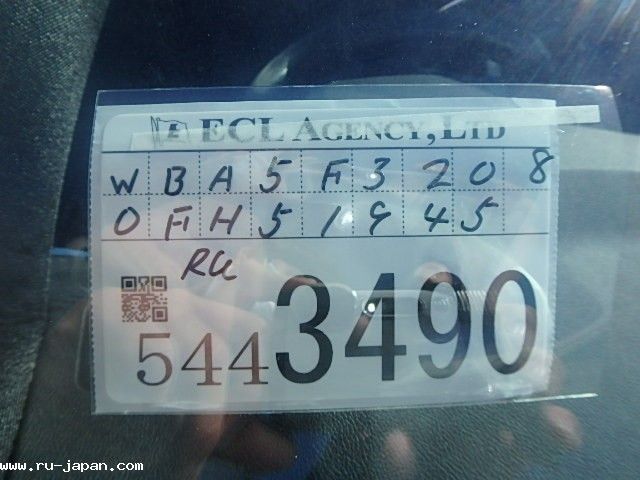 ECL AGENCY, LTD
W B A 5 F 3 2 0 8
0 F H 5 1 9 4 5
RU
5443490
www.ru-japan.com